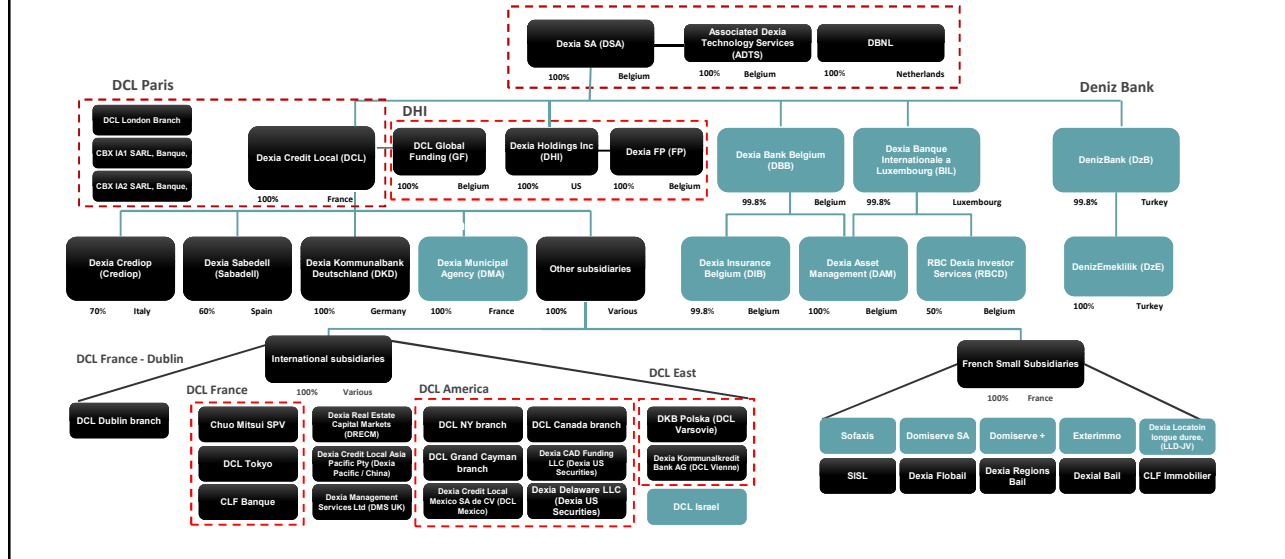 Dexia SA (DSA)
Associated Dexia
Technology Services
(ADTS)
DBNL
100% Belgium
100% Belgium
100% Netherlands
DCL Paris
Deniz Bank
DHI
DCL London Branch
CBX IA1 SARL, Banque,
CBX IA2 SARL, Banque,
Dexia Credit Local (DCL)
100% France
DCL Global
Funding (GF)
100% Belgium
Dexia Holdings Inc
(DHI)
100% US
Dexia FP (FP)
100% Belgium
Dexia Bank Belgium
(DBB)
99.8% Belgium
Dexia Banque
Internationale a
Luxembourg (BIL)
99.8% Luxembourg
DenizBank (DzB)
99.8% Turkey
Dexia Crediop
(Crediop)
70% Italy
Dexia Sabedell
(Sabadell)
60% Spain
Dexia Kommunalbank
Deutschland (DKD)
100% Germany
Dexia Municipal
Agency (DMA)
100% France
Other subsidiaries
100% Various
Dexia Insurance
Belgium (DIB)
99.8% Belgium
Dexia Asset
Management (DAM)
100% Belgium
RBC Dexia Investor
Services (RBCD)
50% Belgium
DenizEmeklilik (DzE)
100% Turkey
DCL France - Dublin
International subsidiaries
100% Various
DCL East
French Small Subsidiaries
100% France
DCL France
DCL America
DCL Dublin branch
Chuo Mitsui SPV
DCL Tokyo
CLF Banque
Dexia Real Estate
Capital Markets
(DRECM)
Dexia Credit Local Asia
Pacific Pty (Dexia
Pacific / China)
Dexia Management
Services Ltd (DMS UK)
DCL NY branch
DCL Grand Cayman
branch
Dexia Credit Local
Mexico SA de CV (DCL
Mexico)
DCL Canada branch
Dexia CAD Funding
LLC (Dexia US
Securities)
Dexia Delaware LLC
(Dexia US
Securities)
DKB Polska (DCL
Varsovie)
Dexia Kommunalkredit
Bank AG (DCL Vienne)
DCL Israel
Sofaxis
Domiserve SA
Domiserve +
Exterimmo
Dexia Locatoin
longue duree,
(LLD-JV)
SISL
Dexia Flobail
Dexia Regions
Bail
Dexial Bail
CLF Immobilier